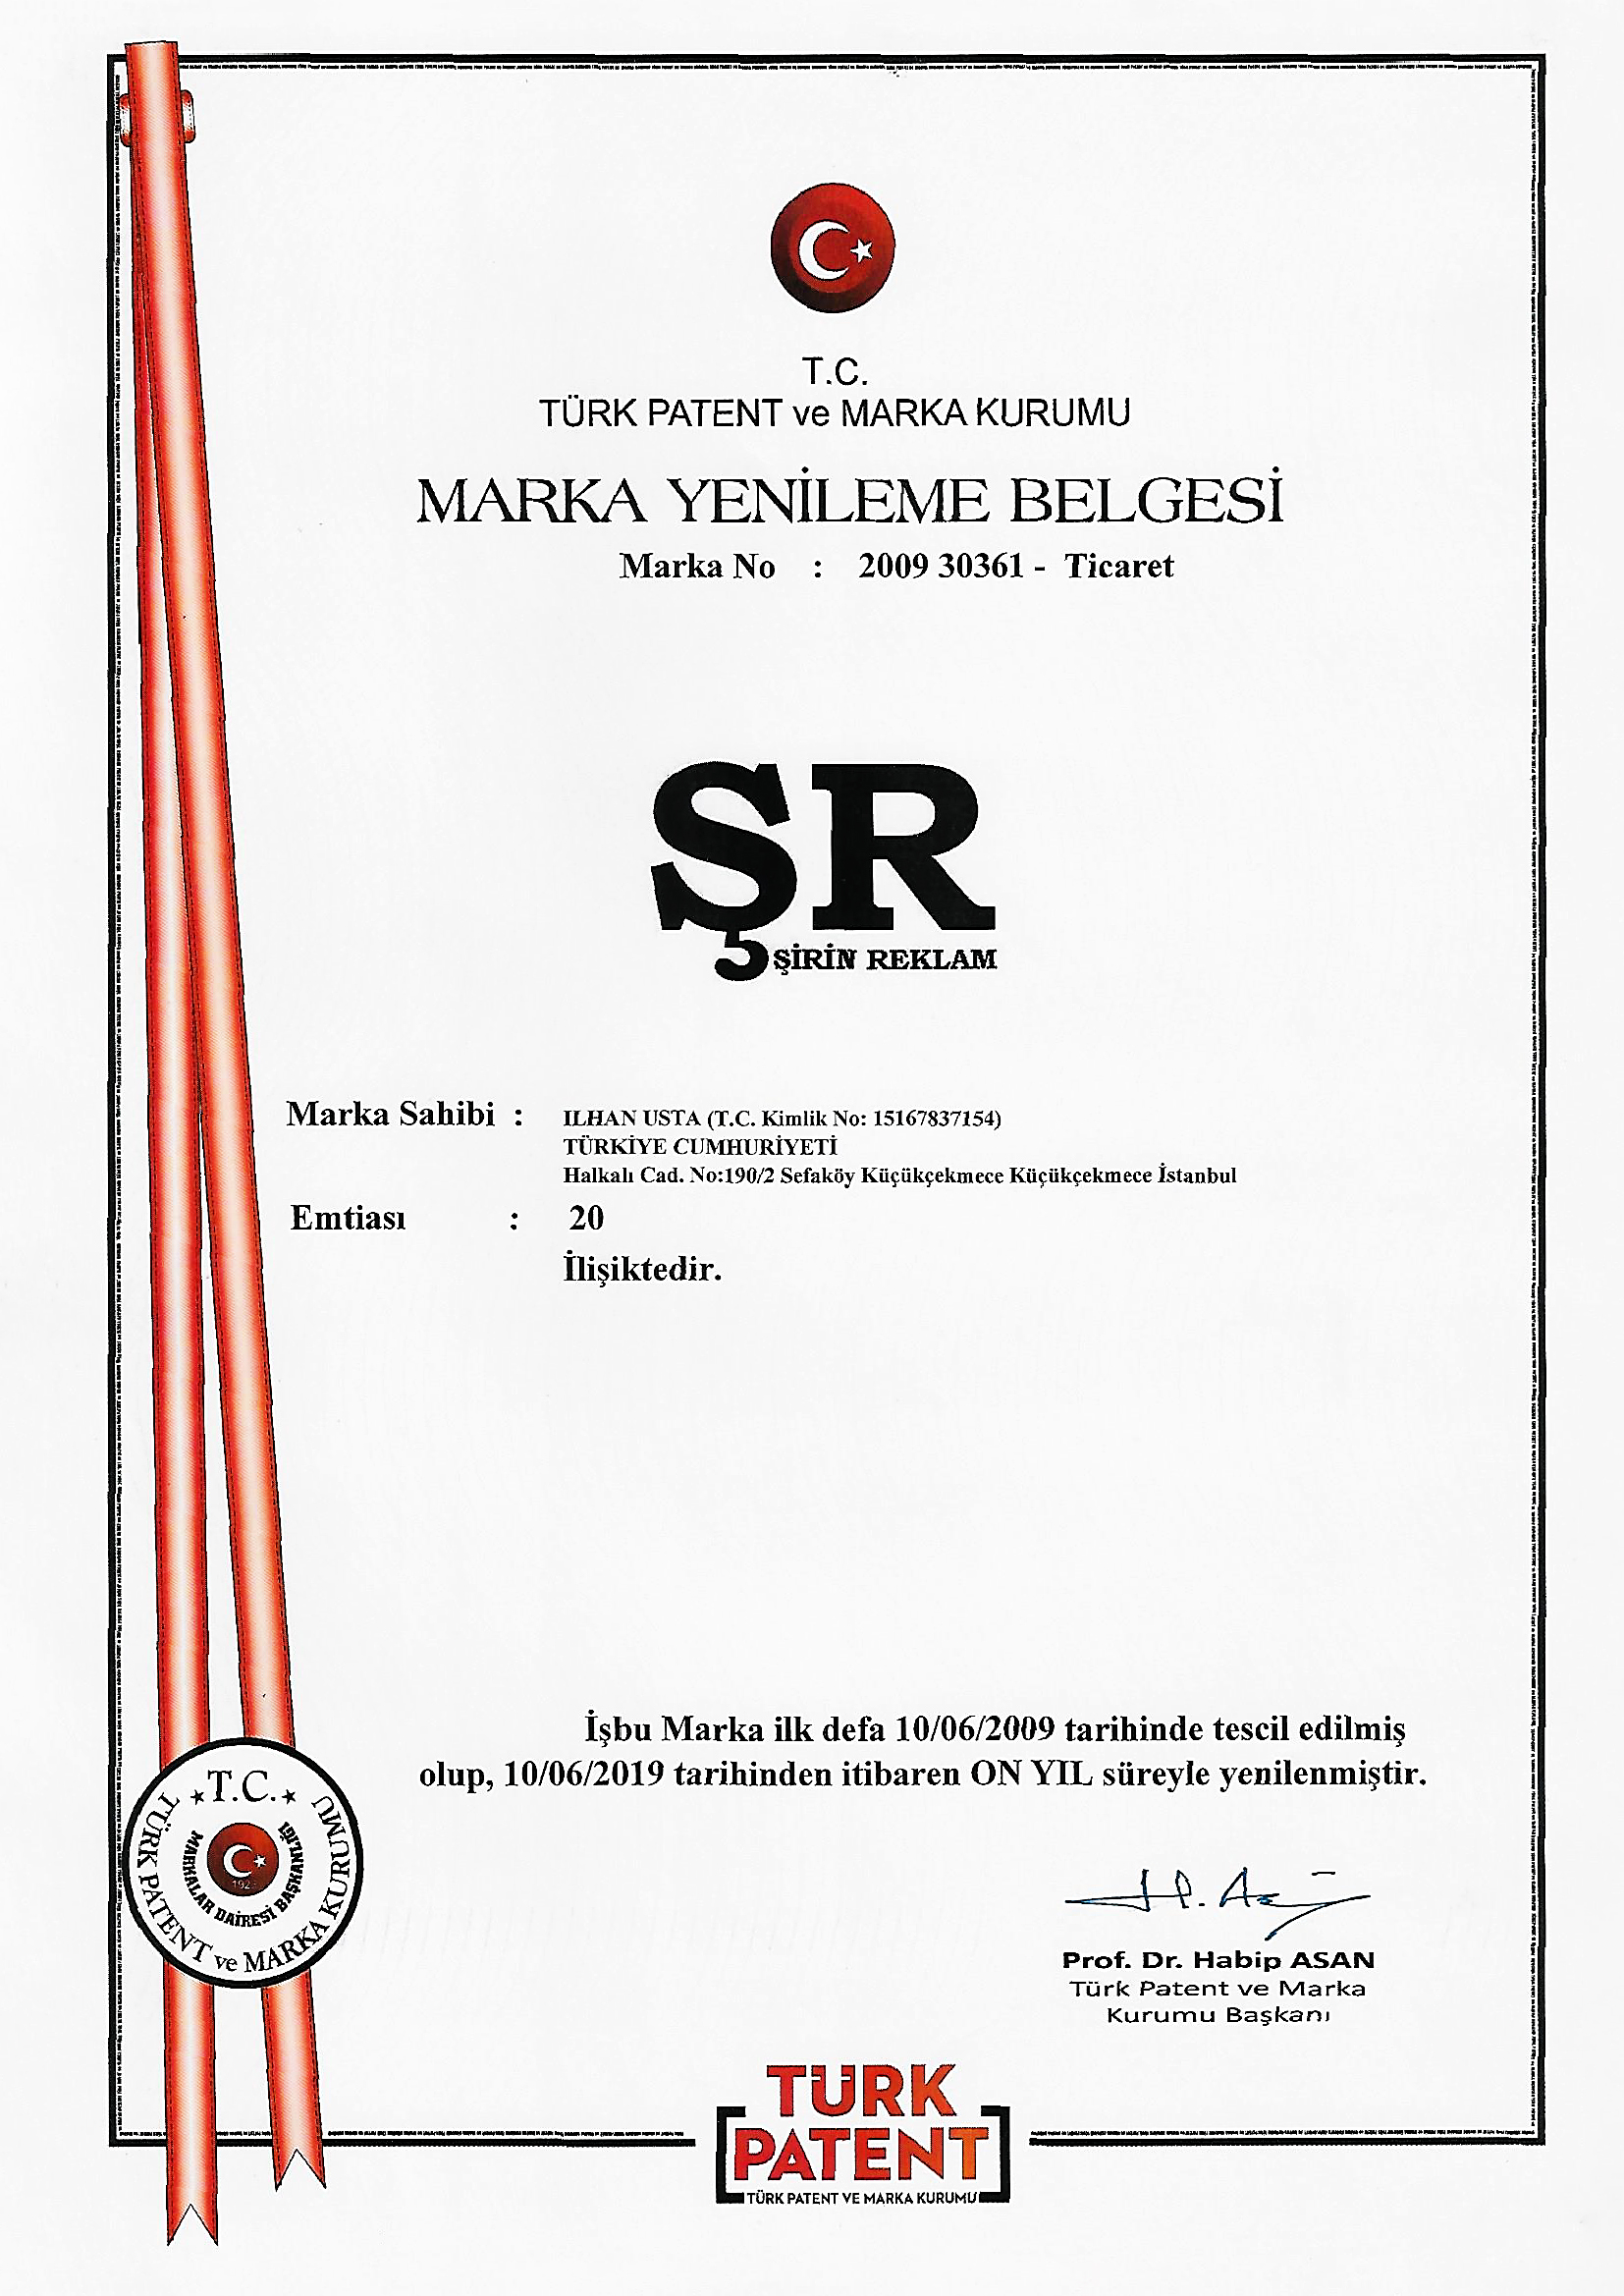 T.C.
TÜRK PATENT ve MARKA KURUMU
MARKA YENİLEME BELGESİ
Marka No : 2009 30361 - Ticaret
ŞR
ŞİRİN REKLAM
Marka Sahibi : ILHAN USTA (T.C. Kimlik No: 15167837154)
TÜRKİYE CUMHURİYETİ
Halkalı Cad. No:190/2 Sefaköy Küçükçekmece Küçükçekmece İstanbul
Emtiası : 20
İlişiktedir.
İşbu Marka ilk defa 10/06/2009 tarihinde tescil edilmiş
olup, 10/06/2019 tarihinden itibaren ON YIL süreyle yenilenmiştir.
T.C.
TÜRK PATENT ve MARKA KURUMU
MARKALAR DAİRESİ BAŞKANLIĞI
H. Asan
Prof. Dr. Habip ASAN
Türk Patent ve Marka
Kurumu Başkanı
TÜRK
PATENT
TÜRK PATENT VE MARKA KURUMU